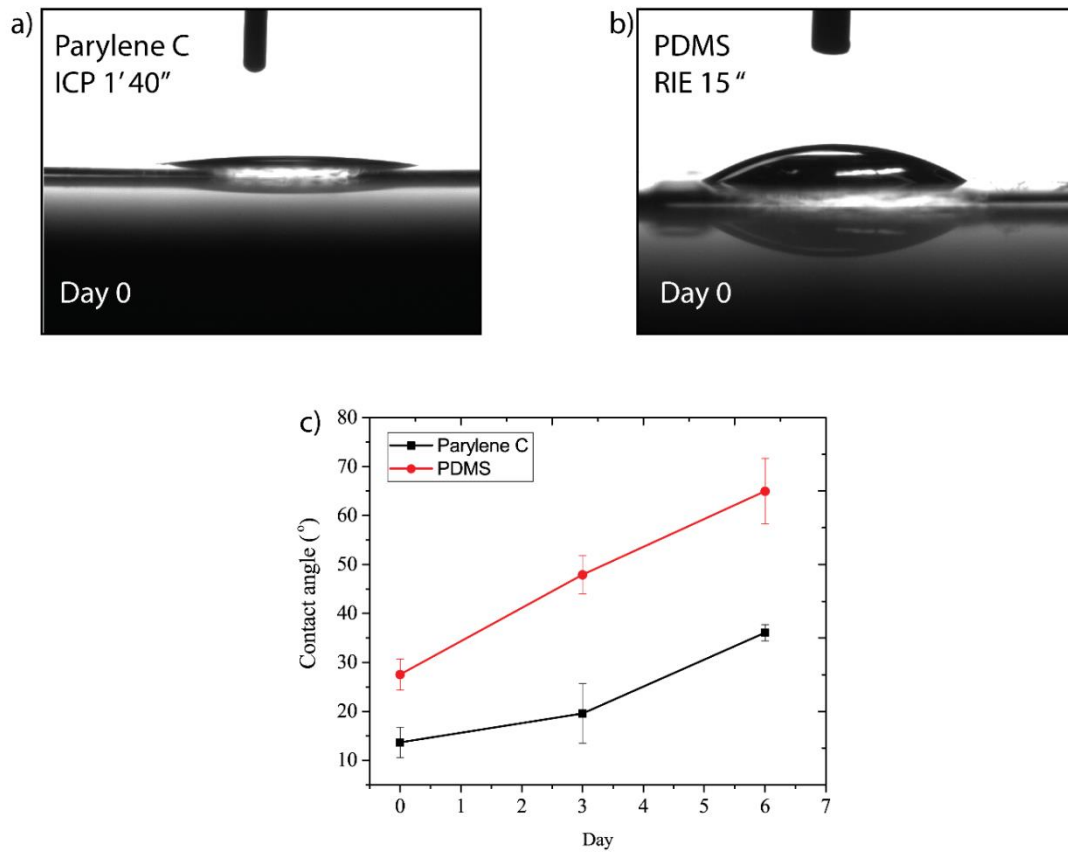 a)
Parylene C
ICP 1’ 40”
Day 0
b)
PDMS
RIE 15 “
Day 0
c)
Parylene C
PDMS
Contact angle (°)
80
70
60
50
40
30
20
10
0 1 2 3 4 5 6 7
Day